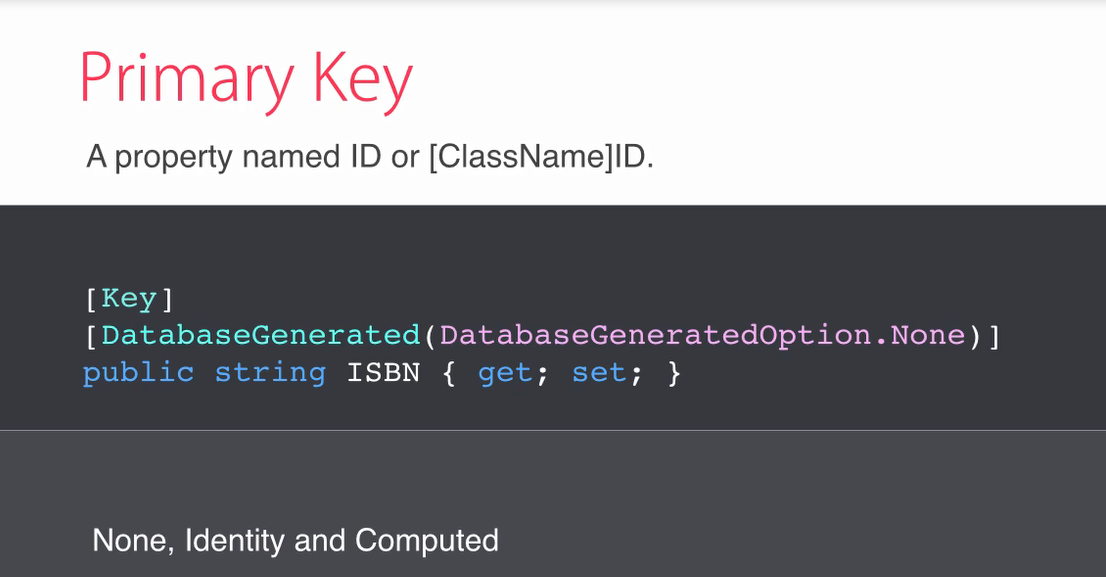 Primary Key
A property named ID or [ClassName]ID.
[Key]
[DatabaseGenerated(DatabaseGeneratedOption.None)]
public string ISBN { get; set; }
None, Identity and Computed